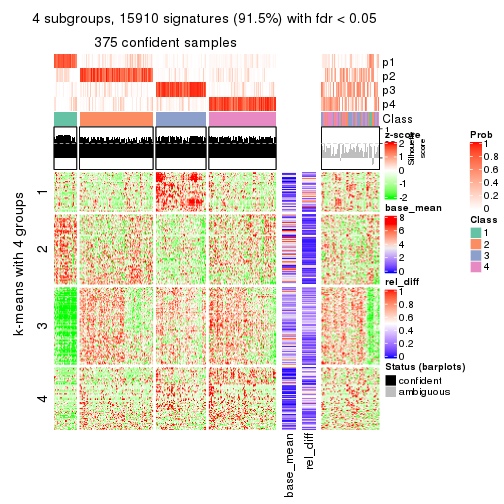 4 subgroups, 15910 signatures (91.5%) with fdr < 0.05
375 confident samples
p1
p2
p3
p4
Class
1
Silhouette
score
k-means with 4 groups
1
2
3
4
base_mean
rel_diff
z-score
2
1
0
-1
-2
base_mean
8
6
4
2
0
rel_diff
1
0.8
0.6
0.4
0.2
0
Status (barplots)
confident
ambiguous
Prob
1
0.8
0.6
0.4
0.2
0
Class
1
2
3
4